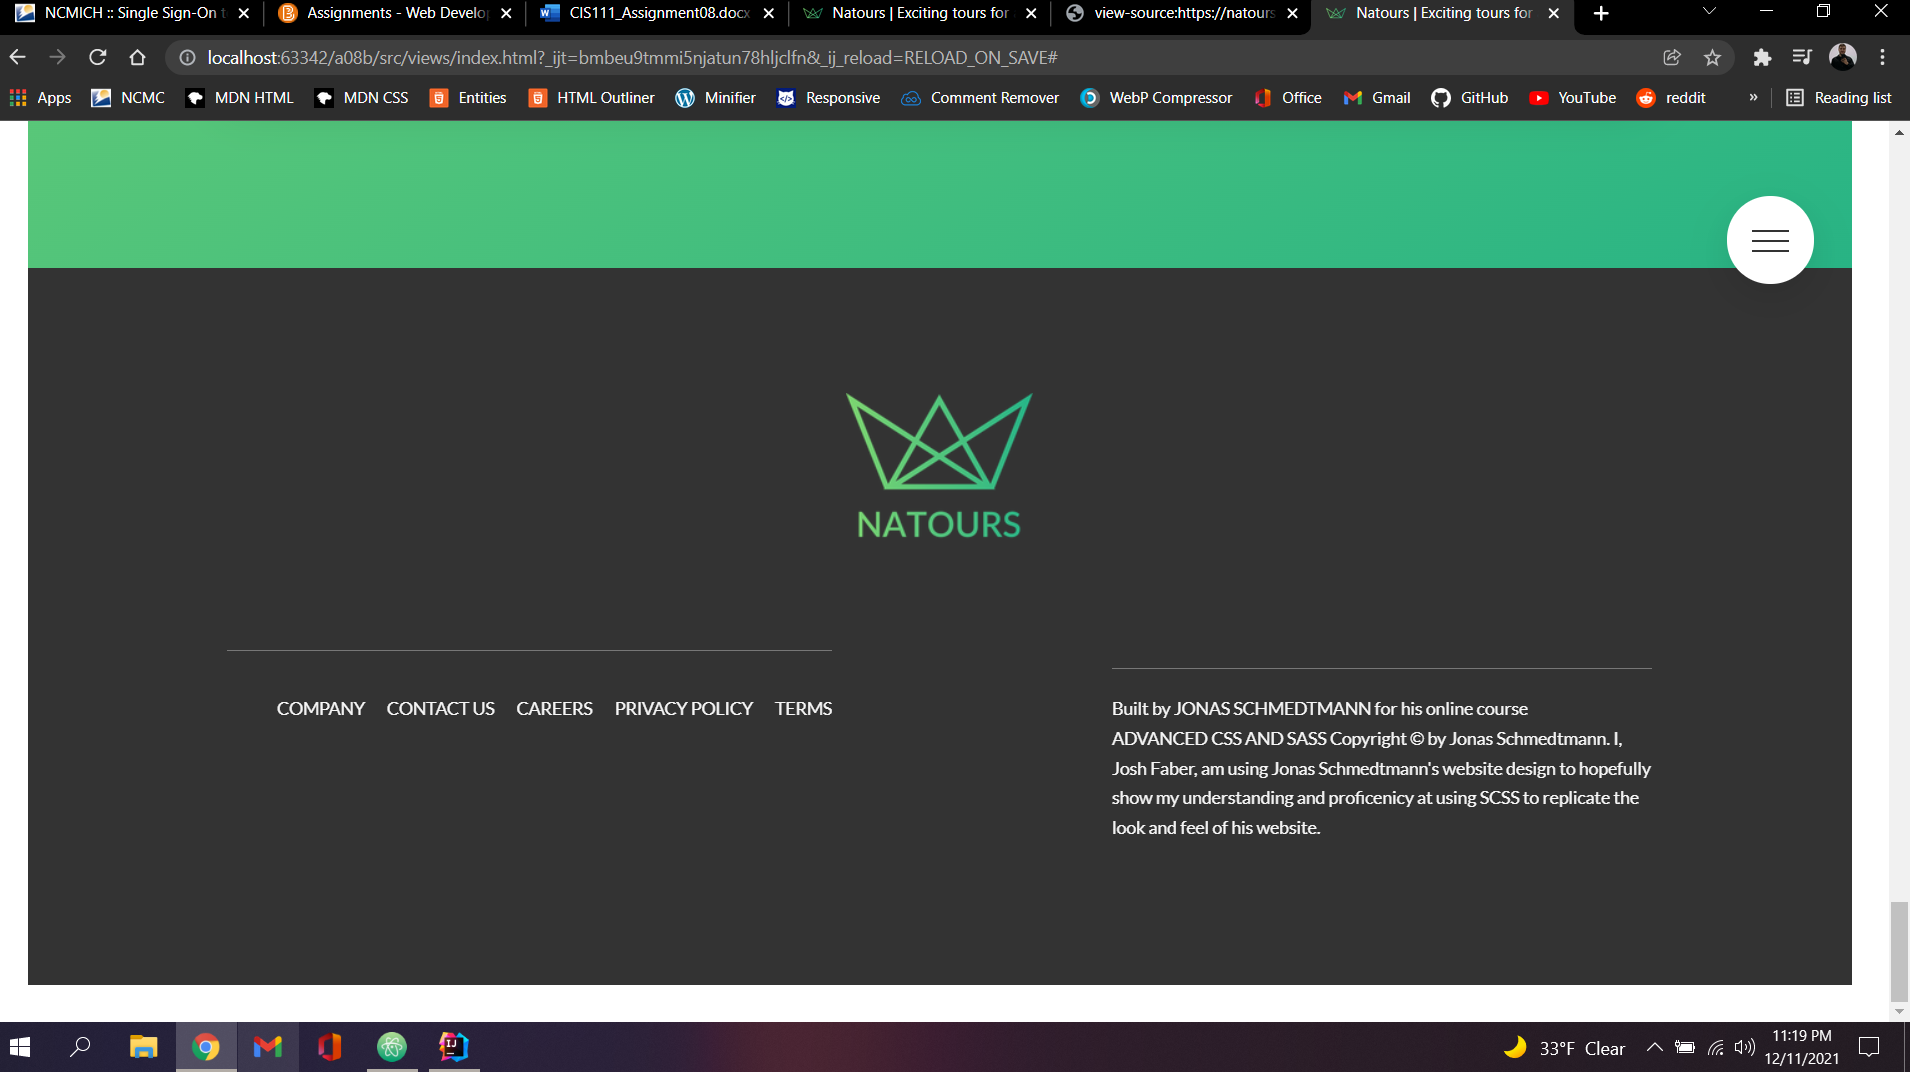 NCMICH :: Single Sign-On t
Assignments - Web Develop
CIS111_Assignment08.docx
Natours | Exciting tours for
view-source:https://natours
Natours | Exciting tours for
localhost:63342/a08b/src/views/index.html?_ijt=bmbeu9tmmi5njatun78hljclfn&_ij_reload=RELOAD_ON_SAVE#
Apps NCMC MDN HTML MDN CSS Entities HTML Outliner Minifier Responsive Comment Remover WebP Compressor Office Gmail GitHub YouTube reddit » Reading list
NATOURS
COMPANY CONTACT US CAREERS PRIVACY POLICY TERMS
Built by JONAS SCHMEDTMANN for his online course
ADVANCED CSS AND SASS Copyright © by Jonas Schmedtmann. I,
Josh Faber, am using Jonas Schmedtmann's website design to hopefully
show my understanding and proficenicy at using SCSS to replicate the
look and feel of his website.
33°F Clear
11:19 PM
12/11/2021